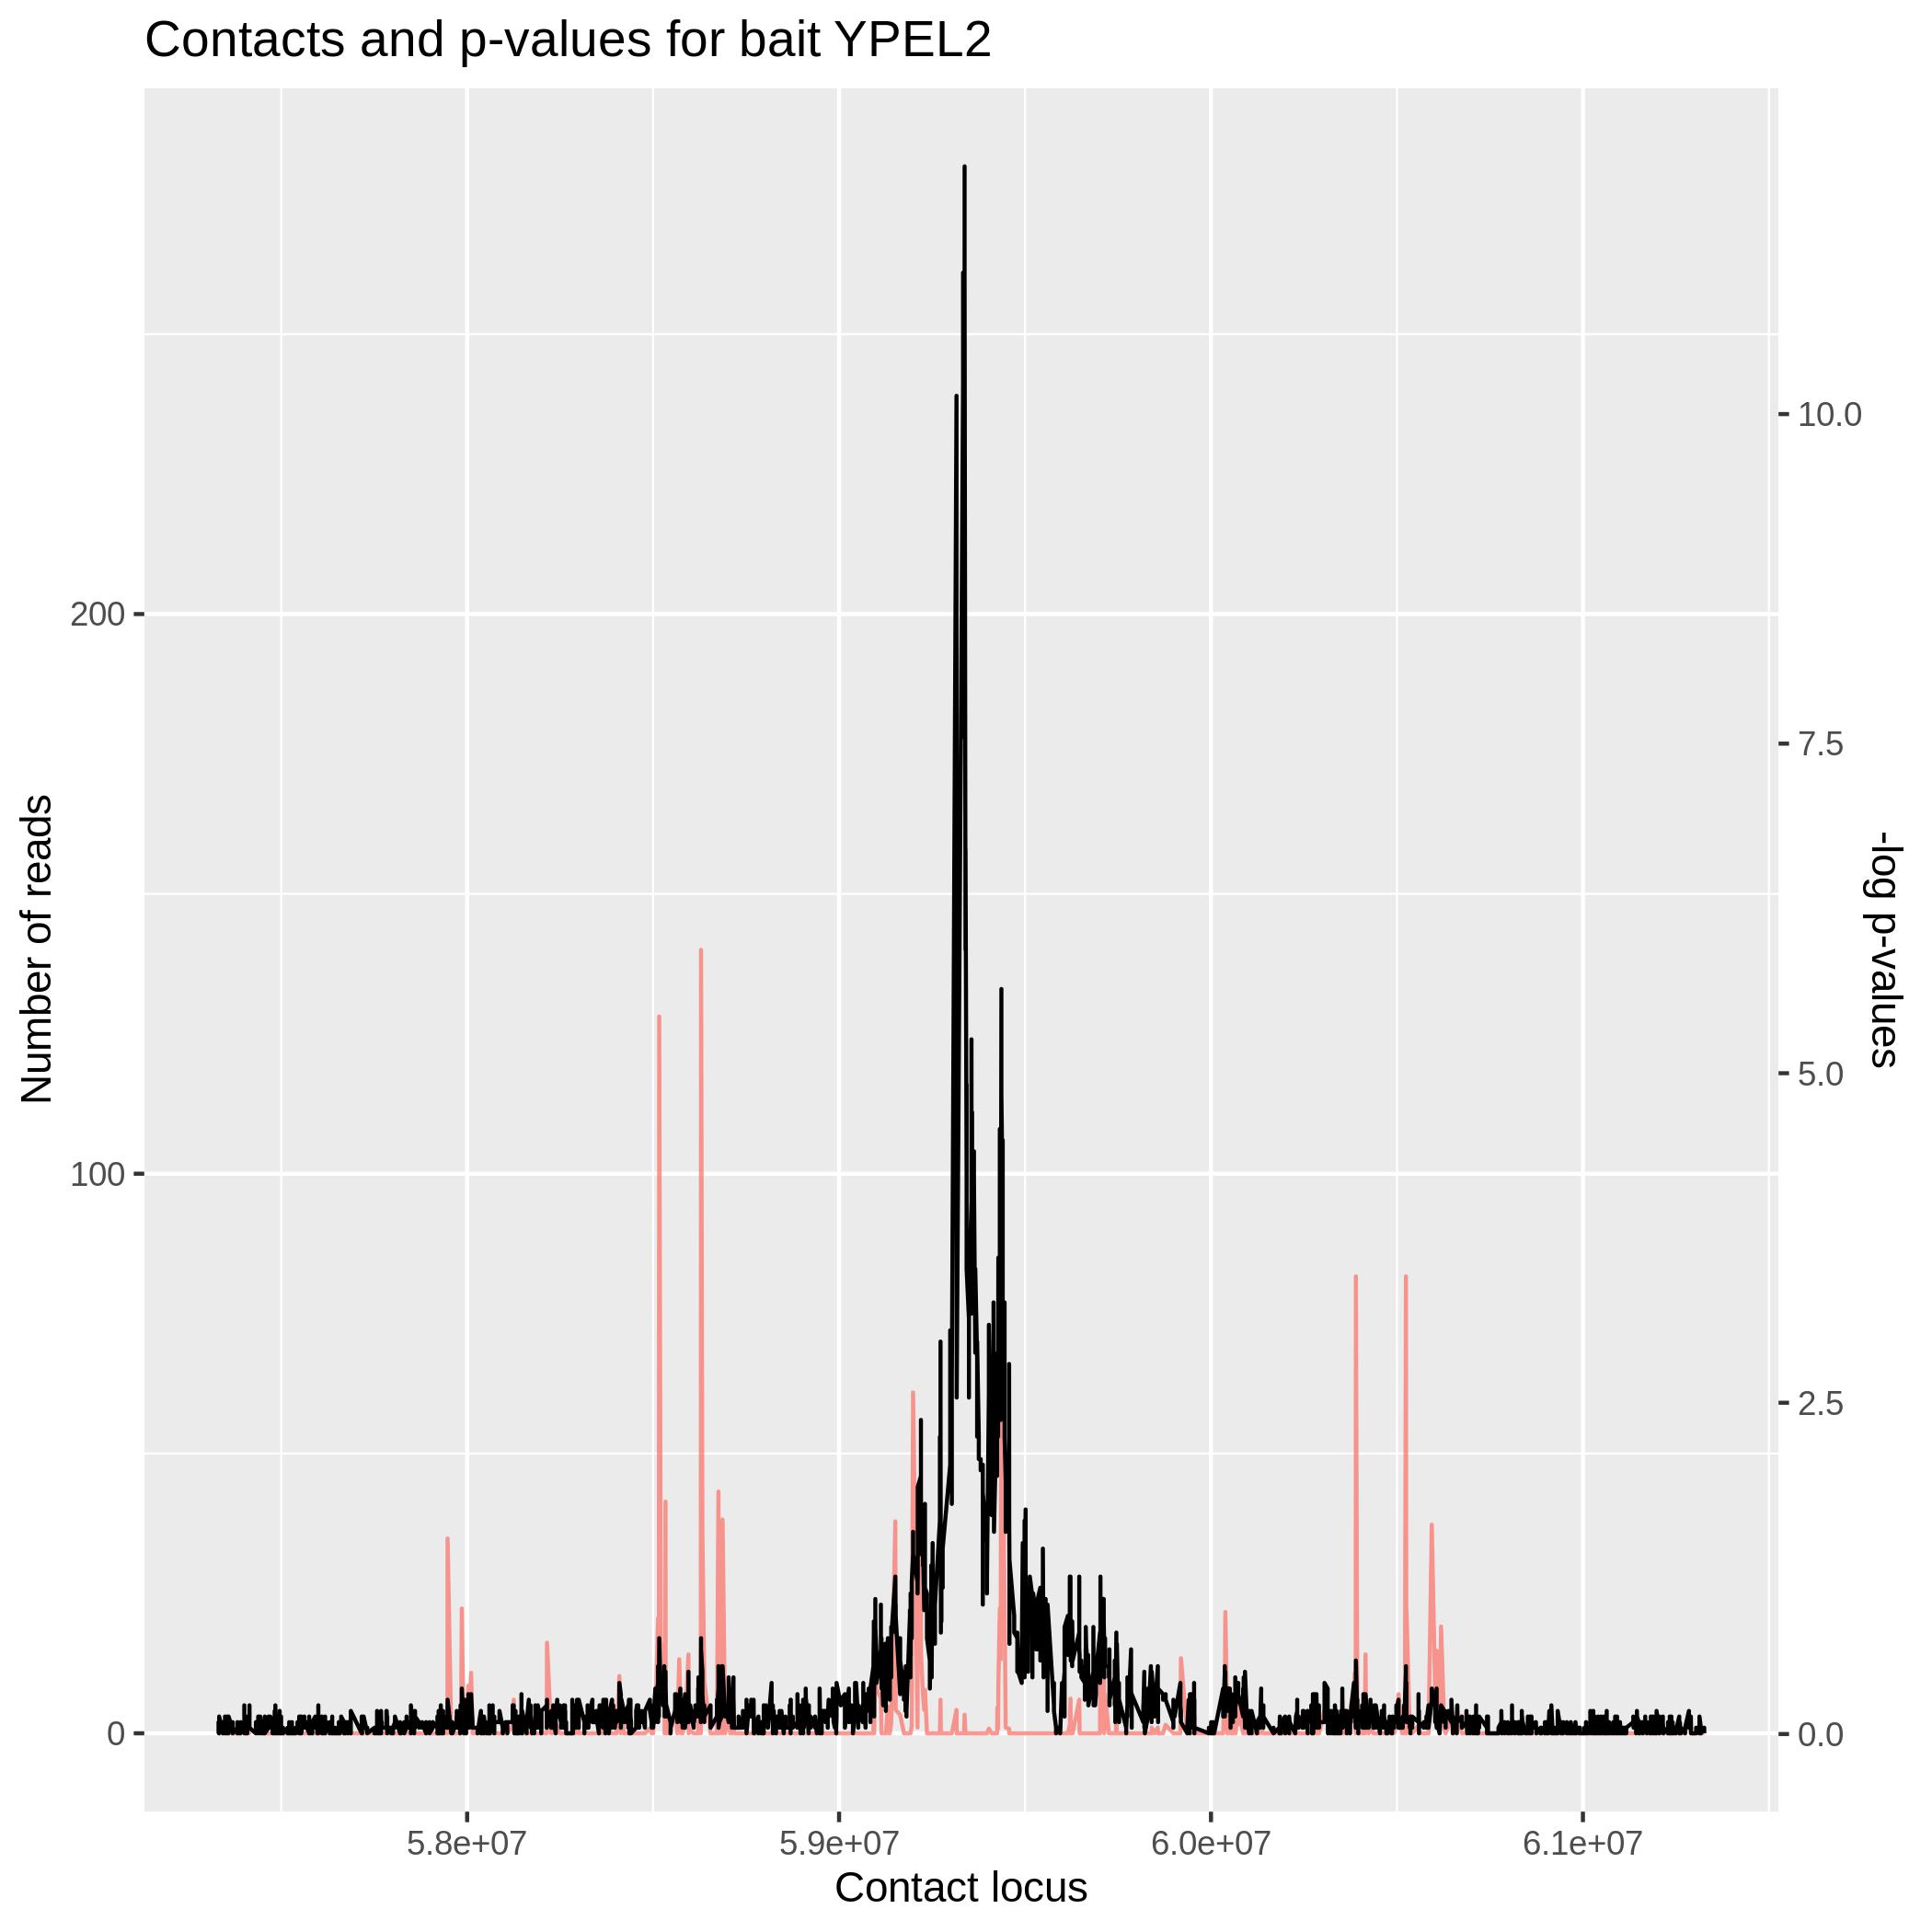 Contacts and p-values for bait YPEL2
Number of reads
200
100
0
10.0
7.5
5.0
2.5
0.0
-log p-values
5.8e+07
5.9e+07
6.0e+07
6.1e+07
Contact locus